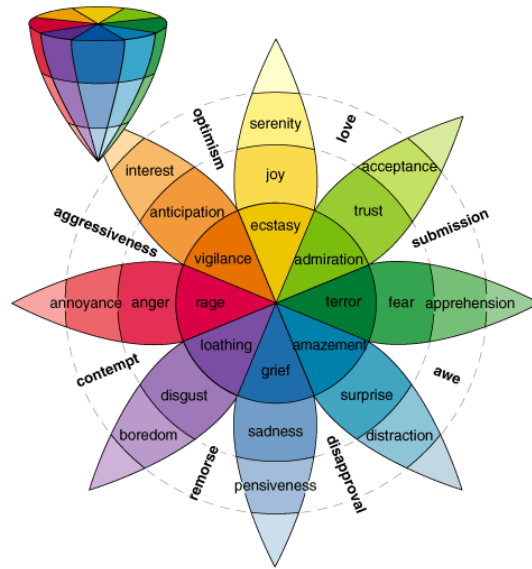 optimism
serenity
love
interest
joy
acceptance
anticipation
trust
aggressiveness
ecstasy
submission
vigilance
admiration
annoyance
anger
rage
terror
fear
apprehension
loathing
amazement
contempt
grief
awe
disgust
surprise
boredom
sadness
distraction
remorse
pensiveness
disapproval